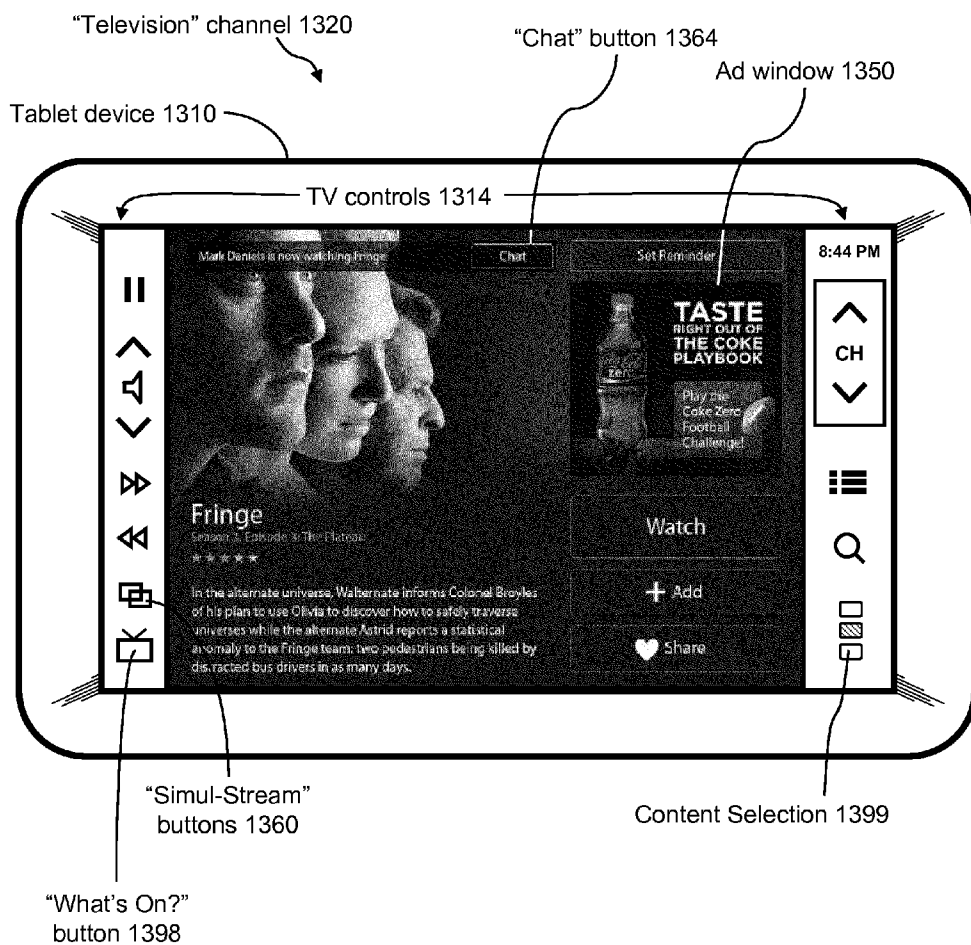 “Television” channel 1320
“Chat” button 1364
Ad window 1350
Tablet device 1310
TV controls 1314
Mark Daniels is now watching Fringe
Chat
Set Reminder
8:44 PM
TASTE
RIGHT OUT OF
THE COKE
PLAYBOOK
zero
Play the
Coke Zero
Football
Challenge!
CH
Fringe
Season 3, Episode 3: The Plateau
Watch
In the alternate universe, Walternate informs Colonel Broyles
of his plan to use Olivia to discover how to safely traverse
universes while the alternate Astrid reports a statistical
anomaly to the Fringe team: two pedestrians being killed by
distracted bus drivers in as many days.
Add
Share
“Simul-Stream”
buttons 1360
Content Selection 1399
“What’s On?”
button 1398